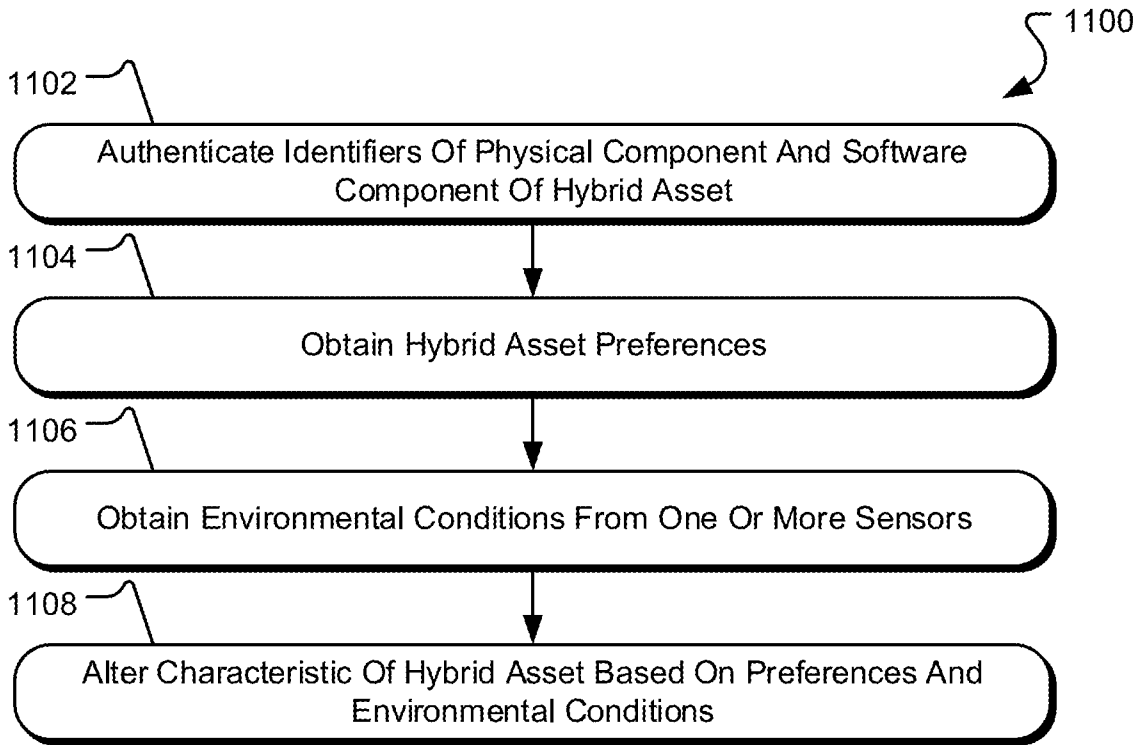 1100
1102
Authenticate Identifiers Of Physical Component And Software
Component Of Hybrid Asset
1104
Obtain Hybrid Asset Preferences
1106
Obtain Environmental Conditions From One Or More Sensors
1108
Alter Characteristic Of Hybrid Asset Based On Preferences And
Environmental Conditions